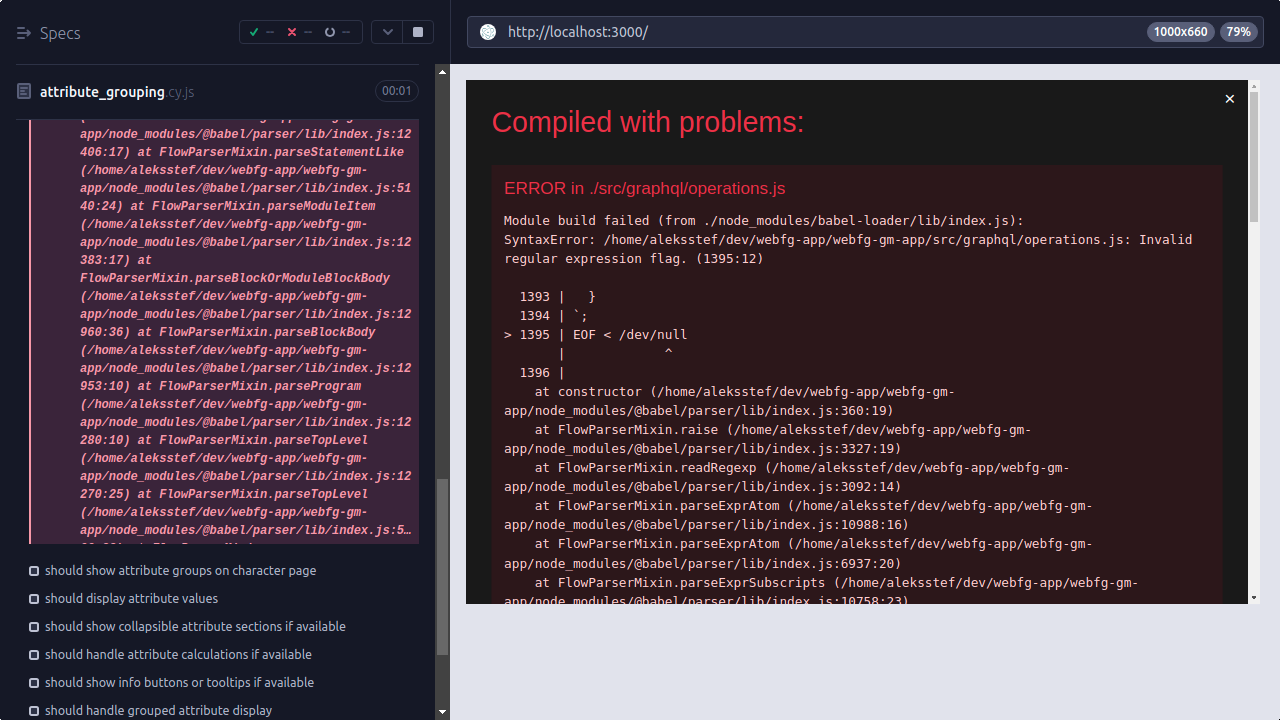 Specs
-- -- --
attribute_grouping.cy.js
00:01
app/node_modules/@babel/parser/lib/index.js:12
406:17) at FlowParserMixin.parseStatementLike
(/home/aleksstef/dev/webfg-app/webfg-gm-
app/node_modules/@babel/parser/lib/index.js:51
40:24) at FlowParserMixin.parseModuleItem
(/home/aleksstef/dev/webfg-app/webfg-gm-
app/node_modules/@babel/parser/lib/index.js:12
383:17) at
FlowParserMixin.parseBlockOrModuleBlockBody
(/home/aleksstef/dev/webfg-app/webfg-gm-
app/node_modules/@babel/parser/lib/index.js:12
960:36) at FlowParserMixin.parseBlockBody
(/home/aleksstef/dev/webfg-app/webfg-gm-
app/node_modules/@babel/parser/lib/index.js:12
953:10) at FlowParserMixin.parseProgram
(/home/aleksstef/dev/webfg-app/webfg-gm-
app/node_modules/@babel/parser/lib/index.js:12
280:10) at FlowParserMixin.parseTopLevel
(/home/aleksstef/dev/webfg-app/webfg-gm-
app/node_modules/@babel/parser/lib/index.js:12
270:25) at FlowParserMixin.parseTopLevel
(/home/aleksstef/dev/webfg-app/webfg-gm-
app/node_modules/@babel/parser/lib/index.js:5…
should show attribute groups on character page
should display attribute values
should show collapsible attribute sections if available
should handle attribute calculations if available
should show info buttons or tooltips if available
should handle grouped attribute display
http://localhost:3000/
1000x660
79%
Compiled with problems:
×
ERROR in ./src/graphql/operations.js
Module build failed (from ./node_modules/babel-loader/lib/index.js):
SyntaxError: /home/aleksstef/dev/webfg-app/webfg-gm-app/src/graphql/operations.js: Invalid
regular expression flag. (1395:12)
1393 |   }
1394 | `;
> 1395 | EOF < /dev/null
|             ^
1396 |
at constructor (/home/aleksstef/dev/webfg-app/webfg-gm-
app/node_modules/@babel/parser/lib/index.js:360:19)
at FlowParserMixin.raise (/home/aleksstef/dev/webfg-app/webfg-gm-
app/node_modules/@babel/parser/lib/index.js:3327:19)
at FlowParserMixin.readRegexp (/home/aleksstef/dev/webfg-app/webfg-gm-
app/node_modules/@babel/parser/lib/index.js:3092:14)
at FlowParserMixin.parseExprAtom (/home/aleksstef/dev/webfg-app/webfg-gm-
app/node_modules/@babel/parser/lib/index.js:10988:16)
at FlowParserMixin.parseExprAtom (/home/aleksstef/dev/webfg-app/webfg-gm-
app/node_modules/@babel/parser/lib/index.js:6937:20)
at FlowParserMixin.parseExprSubscripts (/home/aleksstef/dev/webfg-app/webfg-gm-
app/node_modules/@babel/parser/lib/index.js:10758:23)